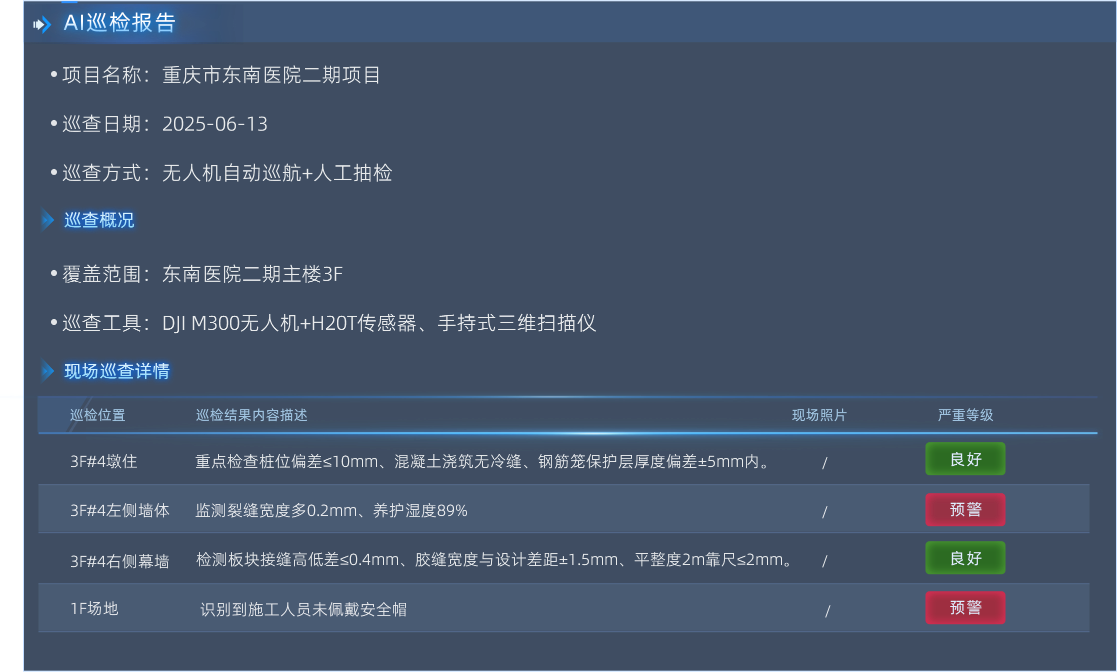 AI巡检报告
•项目名称：重庆市东南医院二期项目
•巡查日期：2025-06-13
•巡查方式：无人机自动巡航+人工抽检
巡查概况
•覆盖范围：东南医院二期主楼3F
•巡查工具：DJI M300无人机+H20T传感器、手持式三维扫描仪
现场巡查详情
巡检位置 巡检结果内容描述 现场照片 严重等级
3F#4墩住 重点检查桩位偏差≤10mm、混凝土浇筑无冷缝、钢筋笼保护层厚度偏差±5mm内。 / 良好
3F#4左侧墙体 监测裂缝宽度多0.2mm、养护湿度89% / 预警
3F#4右侧幕墙 检测板块接缝高低差≤0.4mm、胶缝宽度与设计差距±1.5mm、平整度2m靠尺≤2mm。 / 良好
1F场地 识别到施工人员未佩戴安全帽 / 预警